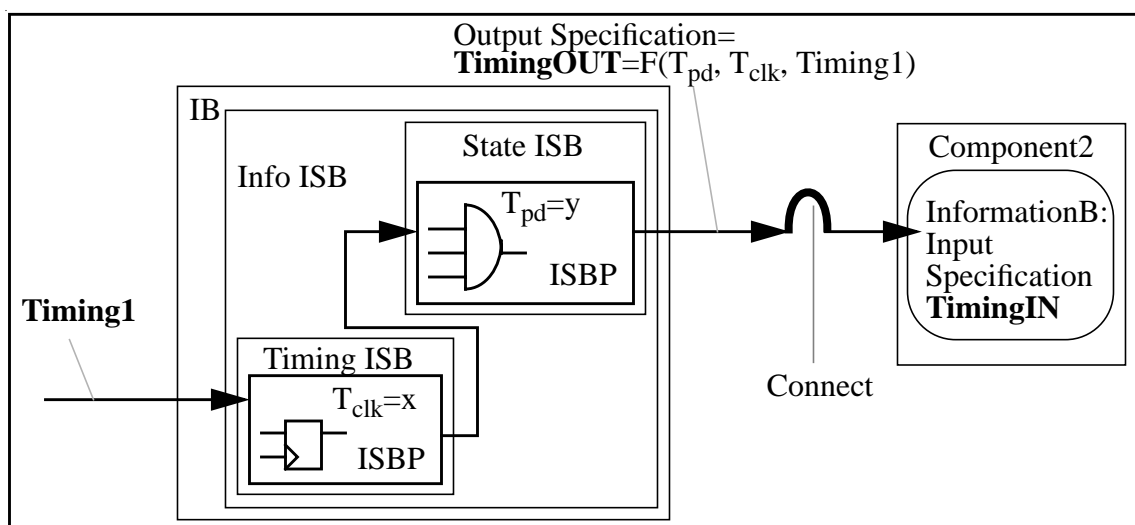 Output Specification=
TimingOUT=F(Tpd, Tclk, Timing1)
IB
State ISB
Component2
Info ISB
Tpd=y
InformationB:
Input
Specification
TimingIN
ISBP
Timing1
Timing ISB
Connect
Tclk=x
ISBP